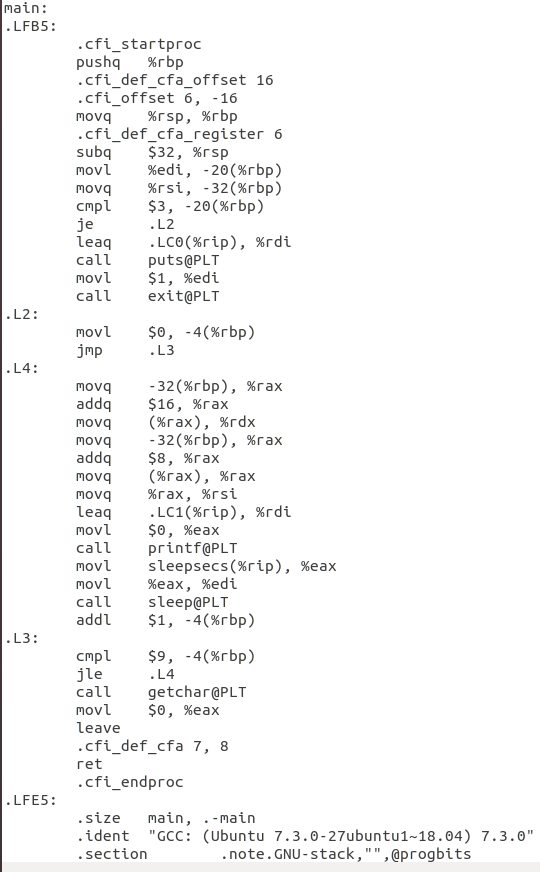 main:
.LFB5:
        .cfi_startproc
        pushq   %rbp
        .cfi_def_cfa_offset 16
        .cfi_offset 6, -16
        movq    %rsp, %rbp
        .cfi_def_cfa_register 6
        subq    $32, %rsp
        movl    %edi, -20(%rbp)
        movq    %rsi, -32(%rbp)
        cmpl    $3, -20(%rbp)
        je      .L2
        leaq    .LC0(%rip), %rdi
        call    puts@PLT
        movl    $1, %edi
        call    exit@PLT
.L2:
        movl    $0, -4(%rbp)
        jmp     .L3
.L4:
        movq    -32(%rbp), %rax
        addq    $16, %rax
        movq    (%rax), %rdx
        movq    -32(%rbp), %rax
        addq    $8, %rax
        movq    (%rax), %rax
        movq    %rax, %rsi
        leaq    .LC1(%rip), %rdi
        movl    $0, %eax
        call    printf@PLT
        movl    sleepsecs(%rip), %eax
        movl    %eax, %edi
        call    sleep@PLT
        addl    $1, -4(%rbp)
.L3:
        cmpl    $9, -4(%rbp)
        jle     .L4
        call    getchar@PLT
        movl    $0, %eax
        leave
        .cfi_def_cfa 7, 8
        ret
        .cfi_endproc
.LFE5:
        .size   main, .-main
        .ident  "GCC: (Ubuntu 7.3.0-27ubuntu1~18.04) 7.3.0"
        .section        .note.GNU-stack,"",@progbits